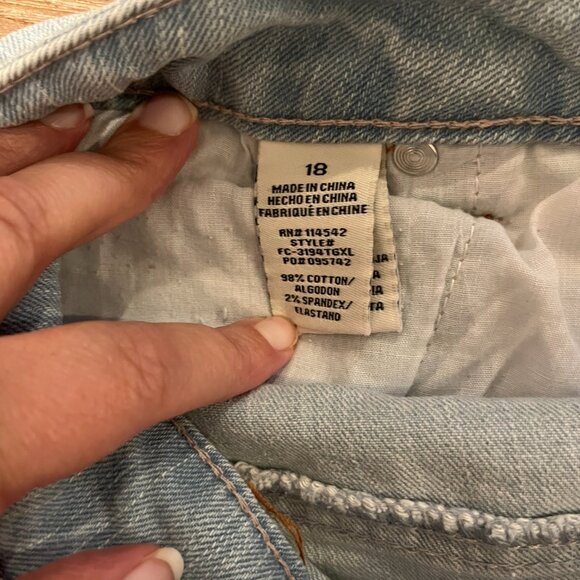 18
MADE IN CHINA
HECHO EN CHINA
FABRIQUÉ EN CHINE
RN# 114542
STYLE#
FC-3194TGXL
PO# 095742
98% COTTON/
ALGODON
2% SPANDEX/
ELASTAND